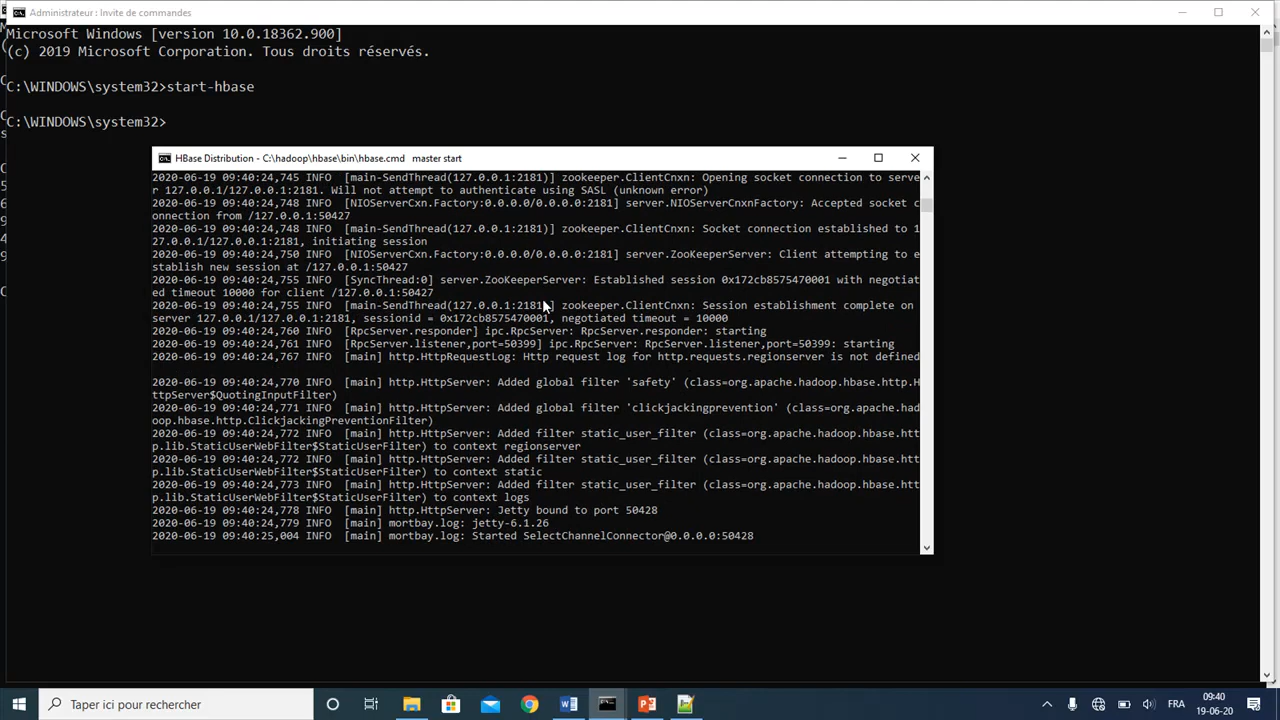 Administrateur : Invite de commandes
Microsoft Windows [version 10.0.18362.900]
(c) 2019 Microsoft Corporation. Tous droits réservés.
C:\WINDOWS\system32>start-hbase
C:\WINDOWS\system32>
HBase Distribution - C:\hadoop\hbase\bin\hbase.cmd master start
2020-06-19 09:40:24,745 INFO [main-SendThread(127.0.0.1:2181)] zookeeper.ClientCnxn: Opening socket connection to serve
r 127.0.0.1/127.0.0.1:2181. Will not attempt to authenticate using SASL (unknown error)
2020-06-19 09:40:24,748 INFO [NIOServerCxn.Factory:0.0.0.0/0.0.0.0:2181] server.NIOServerCnxnFactory: Accepted socket c
onnection from /127.0.0.1:50427
2020-06-19 09:40:24,748 INFO [main-SendThread(127.0.0.1:2181)] zookeeper.ClientCnxn: Socket connection established to 1
27.0.0.1/127.0.0.1:2181, initiating session
2020-06-19 09:40:24,750 INFO [NIOServerCxn.Factory:0.0.0.0/0.0.0.0:2181] server.ZooKeeperServer: Client attempting to e
stablish new session at /127.0.0.1:50427
2020-06-19 09:40:24,755 INFO [SyncThread:0] server.ZooKeeperServer: Established session 0x172cb8575470001 with negotiat
ed timeout 10000 for client /127.0.0.1:50427
2020-06-19 09:40:24,755 INFO [main-SendThread(127.0.0.1:2181)] zookeeper.ClientCnxn: Session establishment complete on
server 127.0.0.1/127.0.0.1:2181, sessionid = 0x172cb8575470001, negotiated timeout = 10000
2020-06-19 09:40:24,760 INFO [RpcServer.responder] ipc.RpcServer: RpcServer.responder: starting
2020-06-19 09:40:24,761 INFO [RpcServer.listener,port=50399] ipc.RpcServer: RpcServer.listener,port=50399: starting
2020-06-19 09:40:24,767 INFO [main] http.HttpRequestLog: Http request log for http.requests.regionserver is not defined
2020-06-19 09:40:24,770 INFO [main] http.HttpServer: Added global filter 'safety' (class=org.apache.hadoop.hbase.http.H
ttpServer$QuotingInputFilter)
2020-06-19 09:40:24,771 INFO [main] http.HttpServer: Added global filter 'clickjackingprevention' (class=org.apache.had
oop.hbase.http.ClickjackingPreventionFilter)
2020-06-19 09:40:24,772 INFO [main] http.HttpServer: Added filter static_user_filter (class=org.apache.hadoop.hbase.htt
p.lib.StaticUserWebFilter$StaticUserFilter) to context regionserver
2020-06-19 09:40:24,772 INFO [main] http.HttpServer: Added filter static_user_filter (class=org.apache.hadoop.hbase.htt
p.lib.StaticUserWebFilter$StaticUserFilter) to context static
2020-06-19 09:40:24,773 INFO [main] http.HttpServer: Added filter static_user_filter (class=org.apache.hadoop.hbase.htt
p.lib.StaticUserWebFilter$StaticUserFilter) to context logs
2020-06-19 09:40:24,778 INFO [main] http.HttpServer: Jetty bound to port 50428
2020-06-19 09:40:24,779 INFO [main] mortbay.log: jetty-6.1.26
2020-06-19 09:40:25,004 INFO [main] mortbay.log: Started SelectChannelConnector@0.0.0.0:50428
Taper ici pour rechercher
FRA
09:40
19-06-20